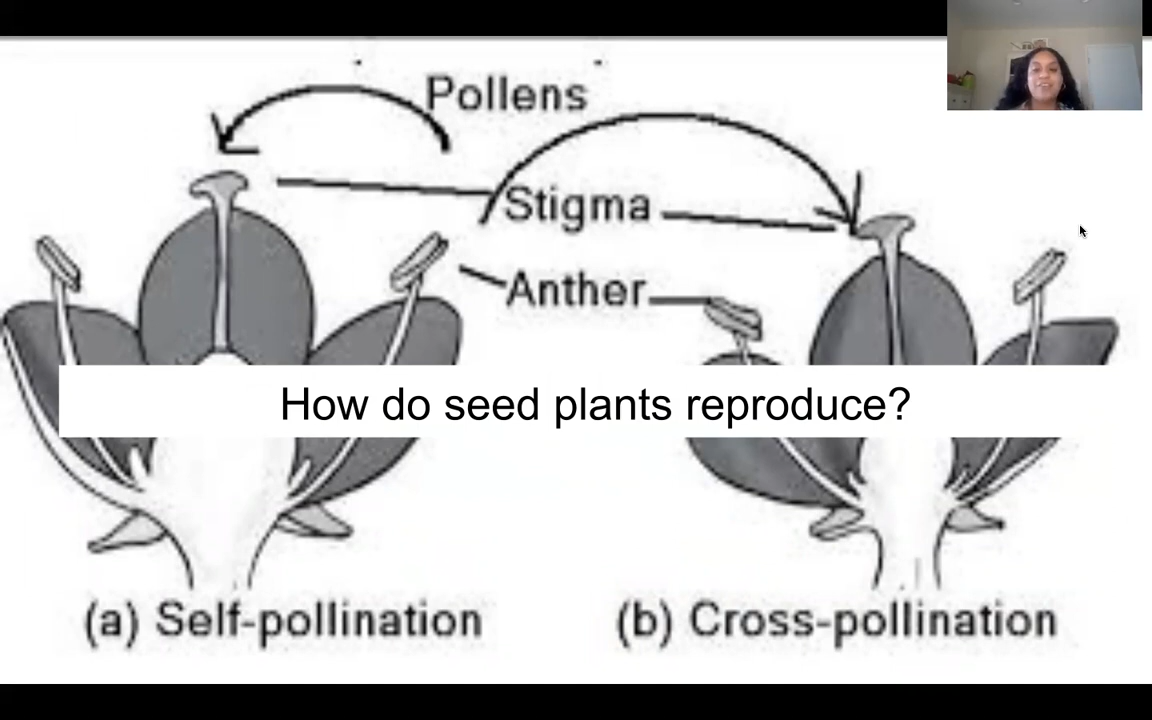 Pollens
Stigma
Anther
How do seed plants reproduce?
(a) Self-pollination
(b) Cross-pollination